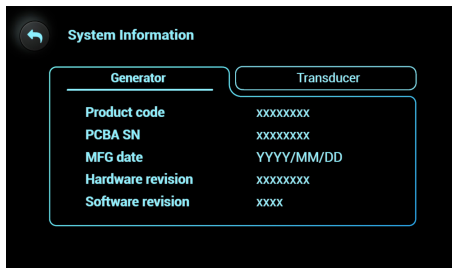 System Information
Generator Transducer
Product code xxxxxxxx
PCBA SN xxxxxxxx
MFG date YYYY/MM/DD
Hardware revision xxxxxxxx
Software revision xxxx